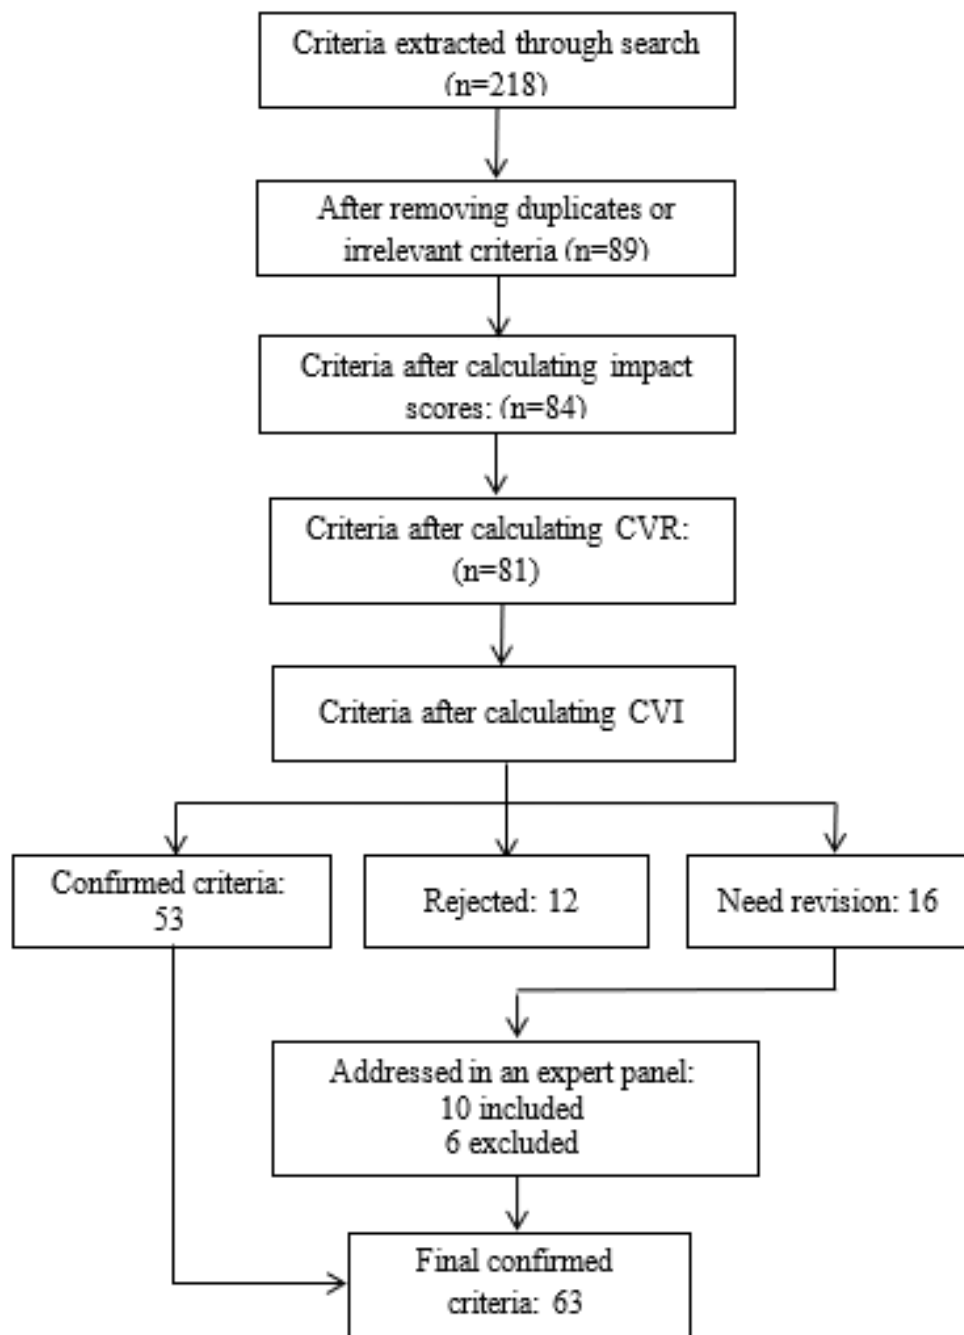 Criteria extracted through search
(n=218)
After removing duplicates or
irrelevant criteria (n=89)
Criteria after calculating impact
scores: (n=84)
Criteria after calculating CVR:
(n=81)
Criteria after calculating CVI
Confirmed criteria:
53
Rejected: 12
Need revision: 16
Addressed in an expert panel:
10 included
6 excluded
Final confirmed
criteria: 63